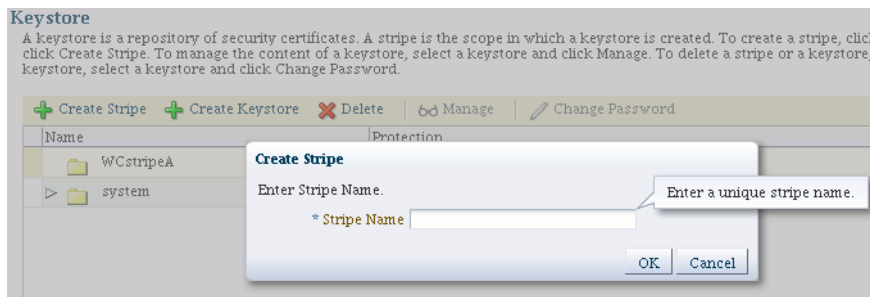 Keystore
A keystore is a repository of security certificates. A stripe is the scope in which a keystore is created. To create a stripe,
click Create Stripe. To manage the content of a keystore, select a keystore and click Manage. To delete a stripe or a keystore,
keystore, select a keystore and click Change Password.
Create Stripe Create Keystore Delete Manage Change Password
Name Protection
WCstripeA
system
Create Stripe
Enter Stripe Name.
Enter a unique stripe name.
* Stripe Name
OK Cancel